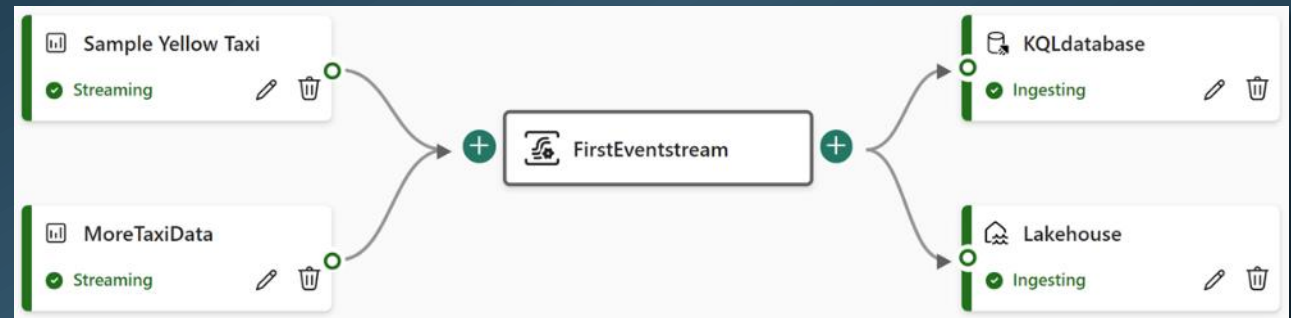 Sample Yellow Taxi
Streaming
MoreTaxiData
Streaming
FirstEventstream
KQLdatabase
Ingesting
Lakehouse
Ingesting